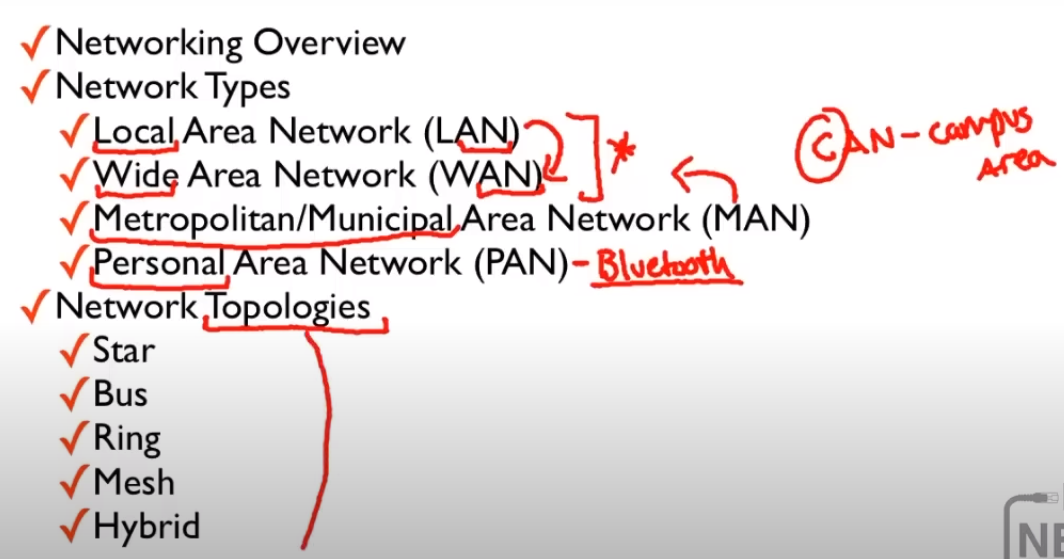 Networking Overview
Network Types
Local Area Network (LAN)
Wide Area Network (WAN)
Metropolitan/Municipal Area Network (MAN)
Personal Area Network (PAN) - Bluetooth
Network Topologies
Star
Bus
Ring
Mesh
Hybrid
CAN - campus
Area